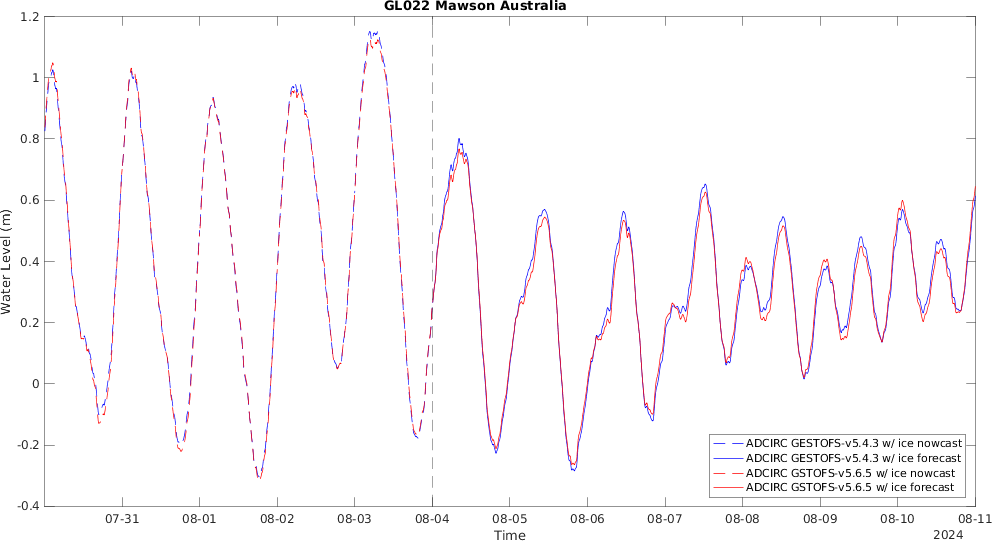 GL022 Mawson Australia
1.2
1
0.8
0.6
0.4
0.2
0
-0.2
-0.4
Water Level (m)
07-31 08-01 08-02 08-03 08-04 08-05 08-06 08-07 08-08 08-09 08-10 08-11
Time
2024
ADCIRC GESTOFS-v5.4.3 w/ ice nowcast
ADCIRC GESTOFS-v5.4.3 w/ ice forecast
ADCIRC GSTOFS-v5.6.5 w/ ice nowcast
ADCIRC GSTOFS-v5.6.5 w/ ice forecast